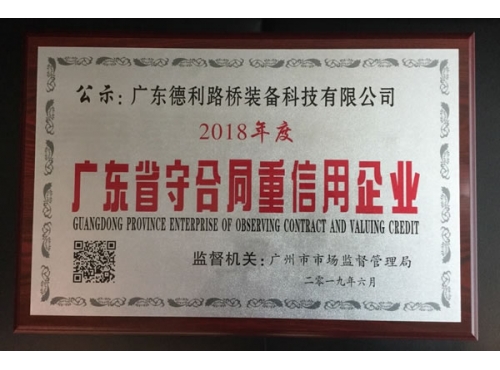 公示：广东德利路桥装备科技有限公司
2018年度
广东省守合同重信用企业
GUANGDONG PROVINCE ENTERPRISE OF OBSERVING CONTRACT AND VALUING CREDIT
监督机关：广州市市场监督管理局
二零一九年六月